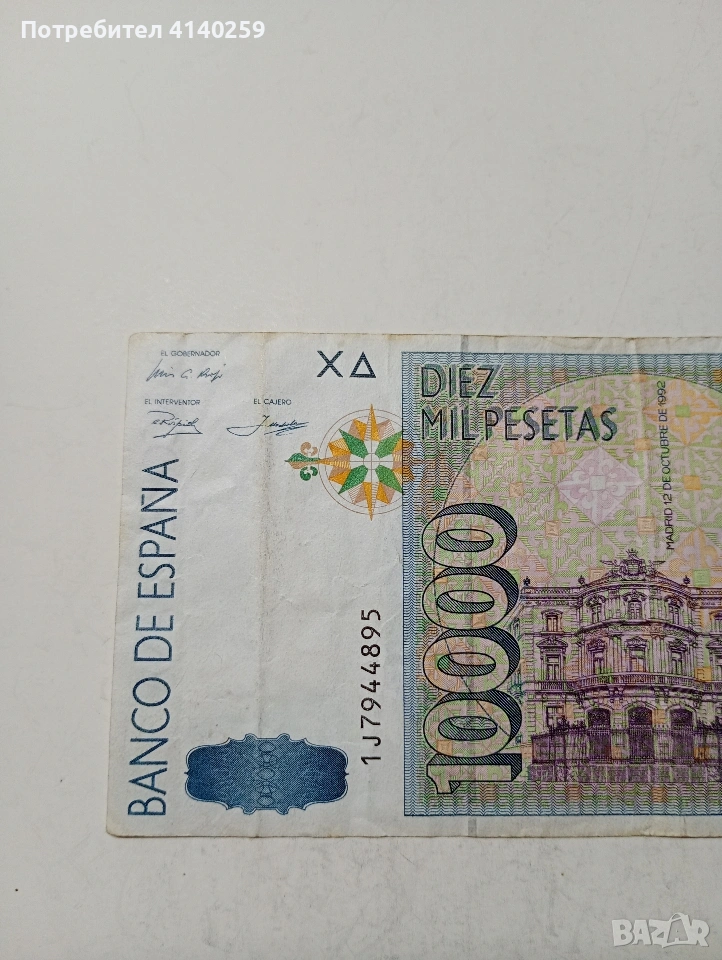 Потребител 4140259
EL GOBERNADOR
EL INTERVENTOR
EL CAJERO
BANCO DE ESPAÑA
1J7944895
DIEZ
MIL PESETAS
10000
MADRID 12 DE OCTUBRE DE 1992
BAZAR